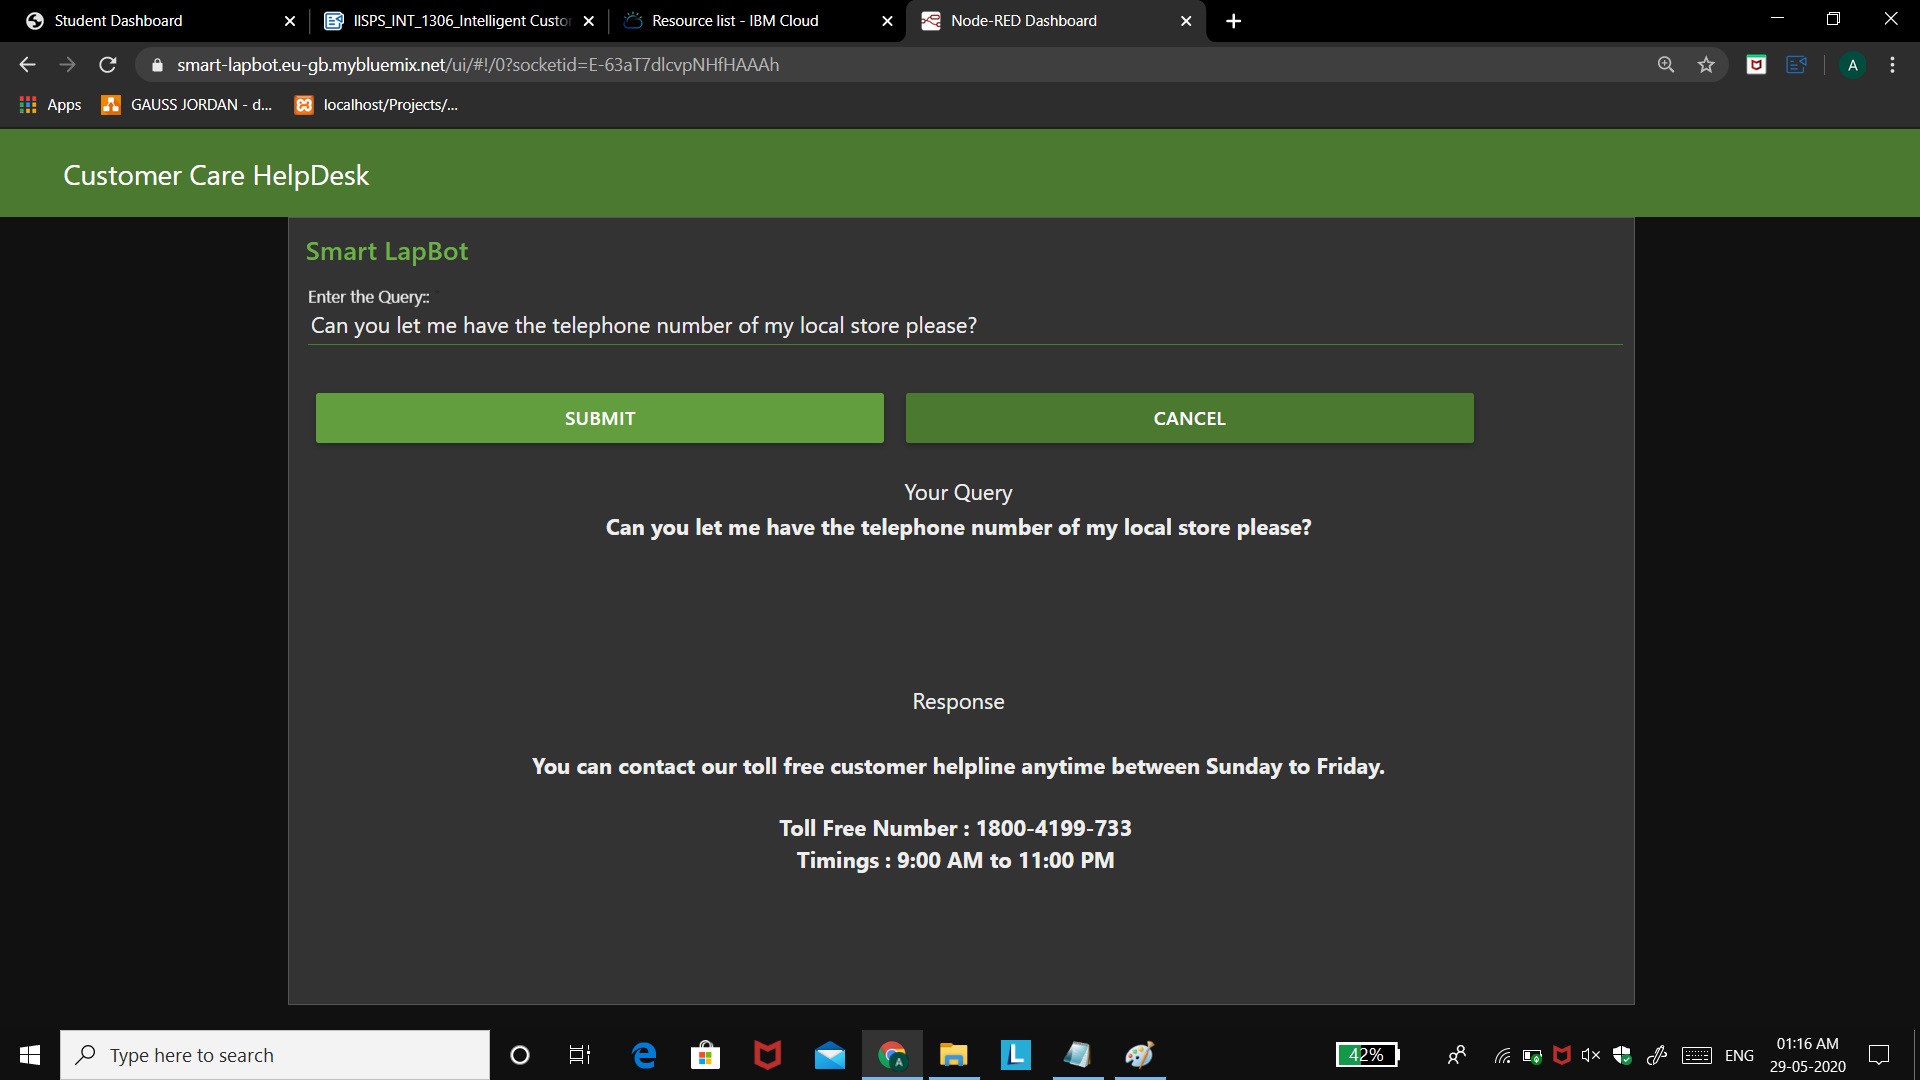 Student Dashboard
IISPS_INT_1306_Intelligent Custo
Resource list - IBM Cloud
Node-RED Dashboard
smart-lapbot.eu-gb.mybluemix.net/ui/#!/0?socketid=E-63aT7dlcvpNHfHAAAh
A
Apps
GAUSS JORDAN - d...
localhost/Projects/...
Customer Care HelpDesk
Smart LapBot
Enter the Query::
Can you let me have the telephone number of my local store please?
SUBMIT
CANCEL
Your Query
Can you let me have the telephone number of my local store please?
Response
You can contact our toll free customer helpline anytime between Sunday to Friday.
Toll Free Number : 1800-4199-733
Timings : 9:00 AM to 11:00 PM
Type here to search
L
A
42%
ENG
01:16 AM
29-05-2020